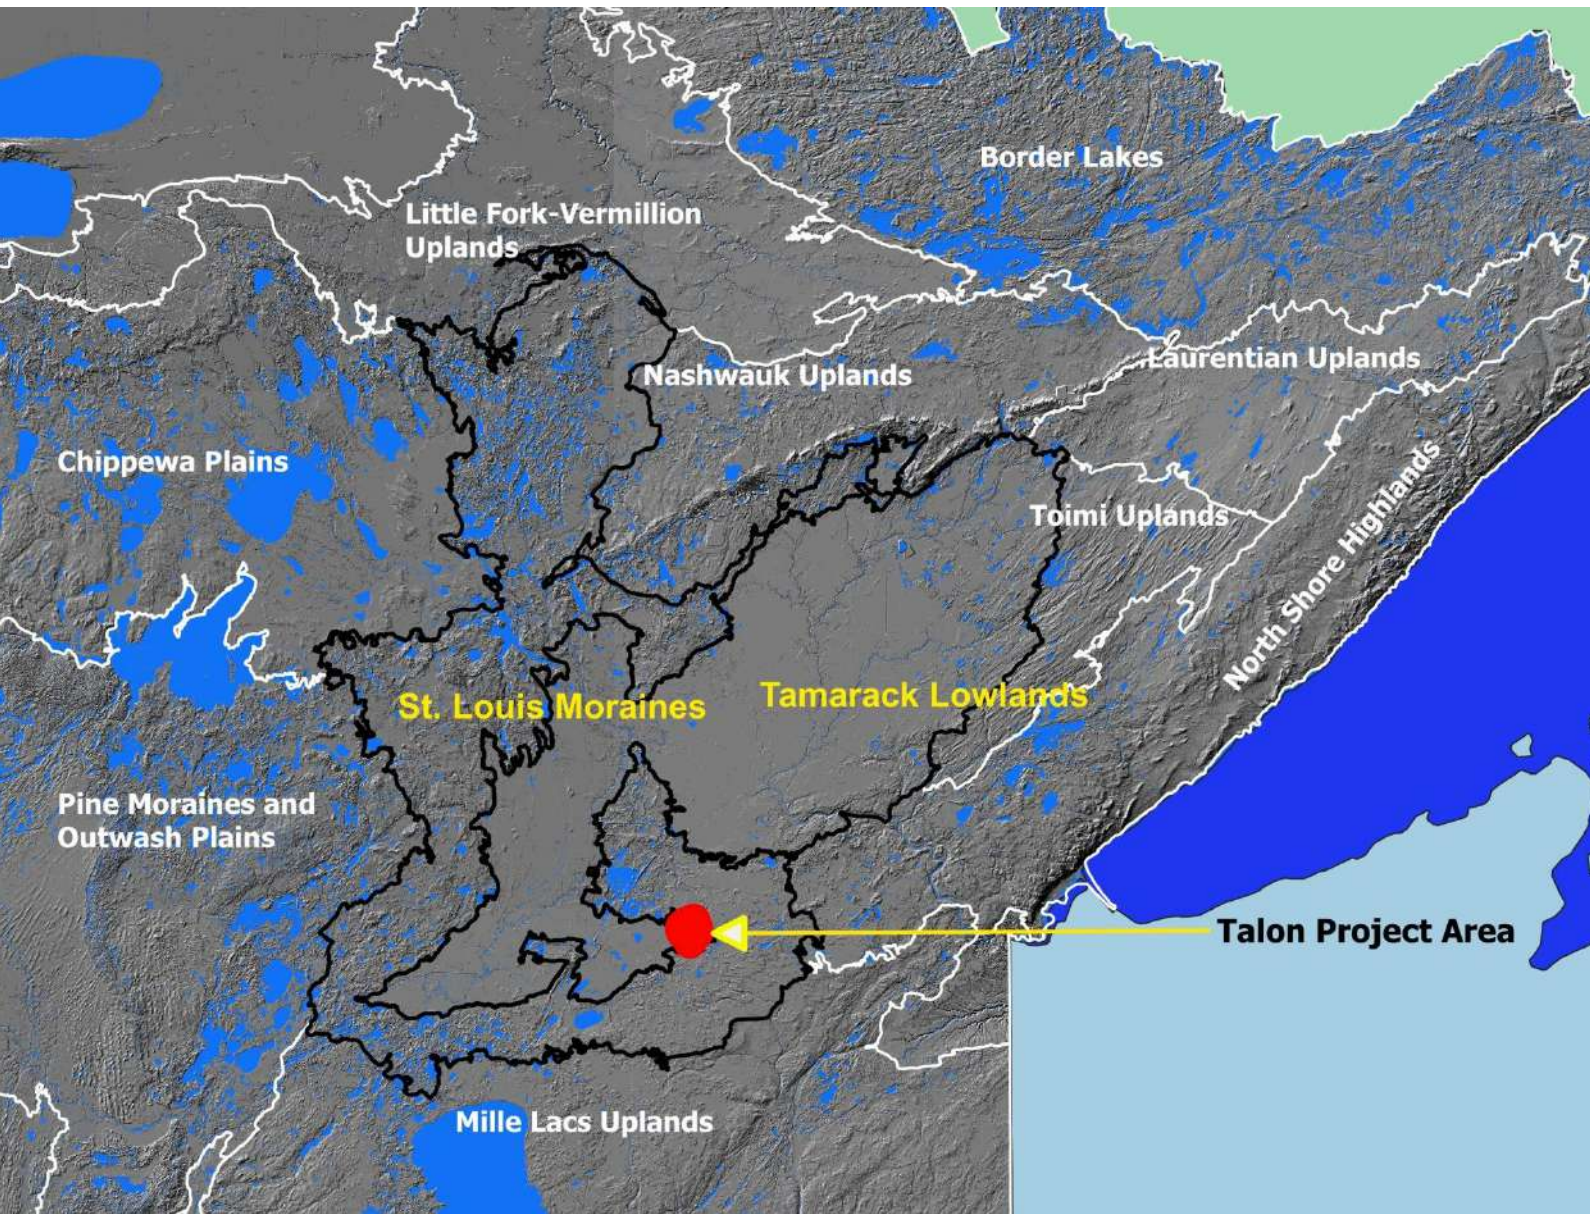 Border Lakes
Little Fork-Vermillion
Uplands
Laurentian Uplands
Nashwauk Uplands
Chippewa Plains
Toimi Uplands
North Shore Highlands
St. Louis Moraines
Tamarack Lowlands
Pine Moraines and
Outwash Plains
Talon Project Area
Mille Lacs Uplands